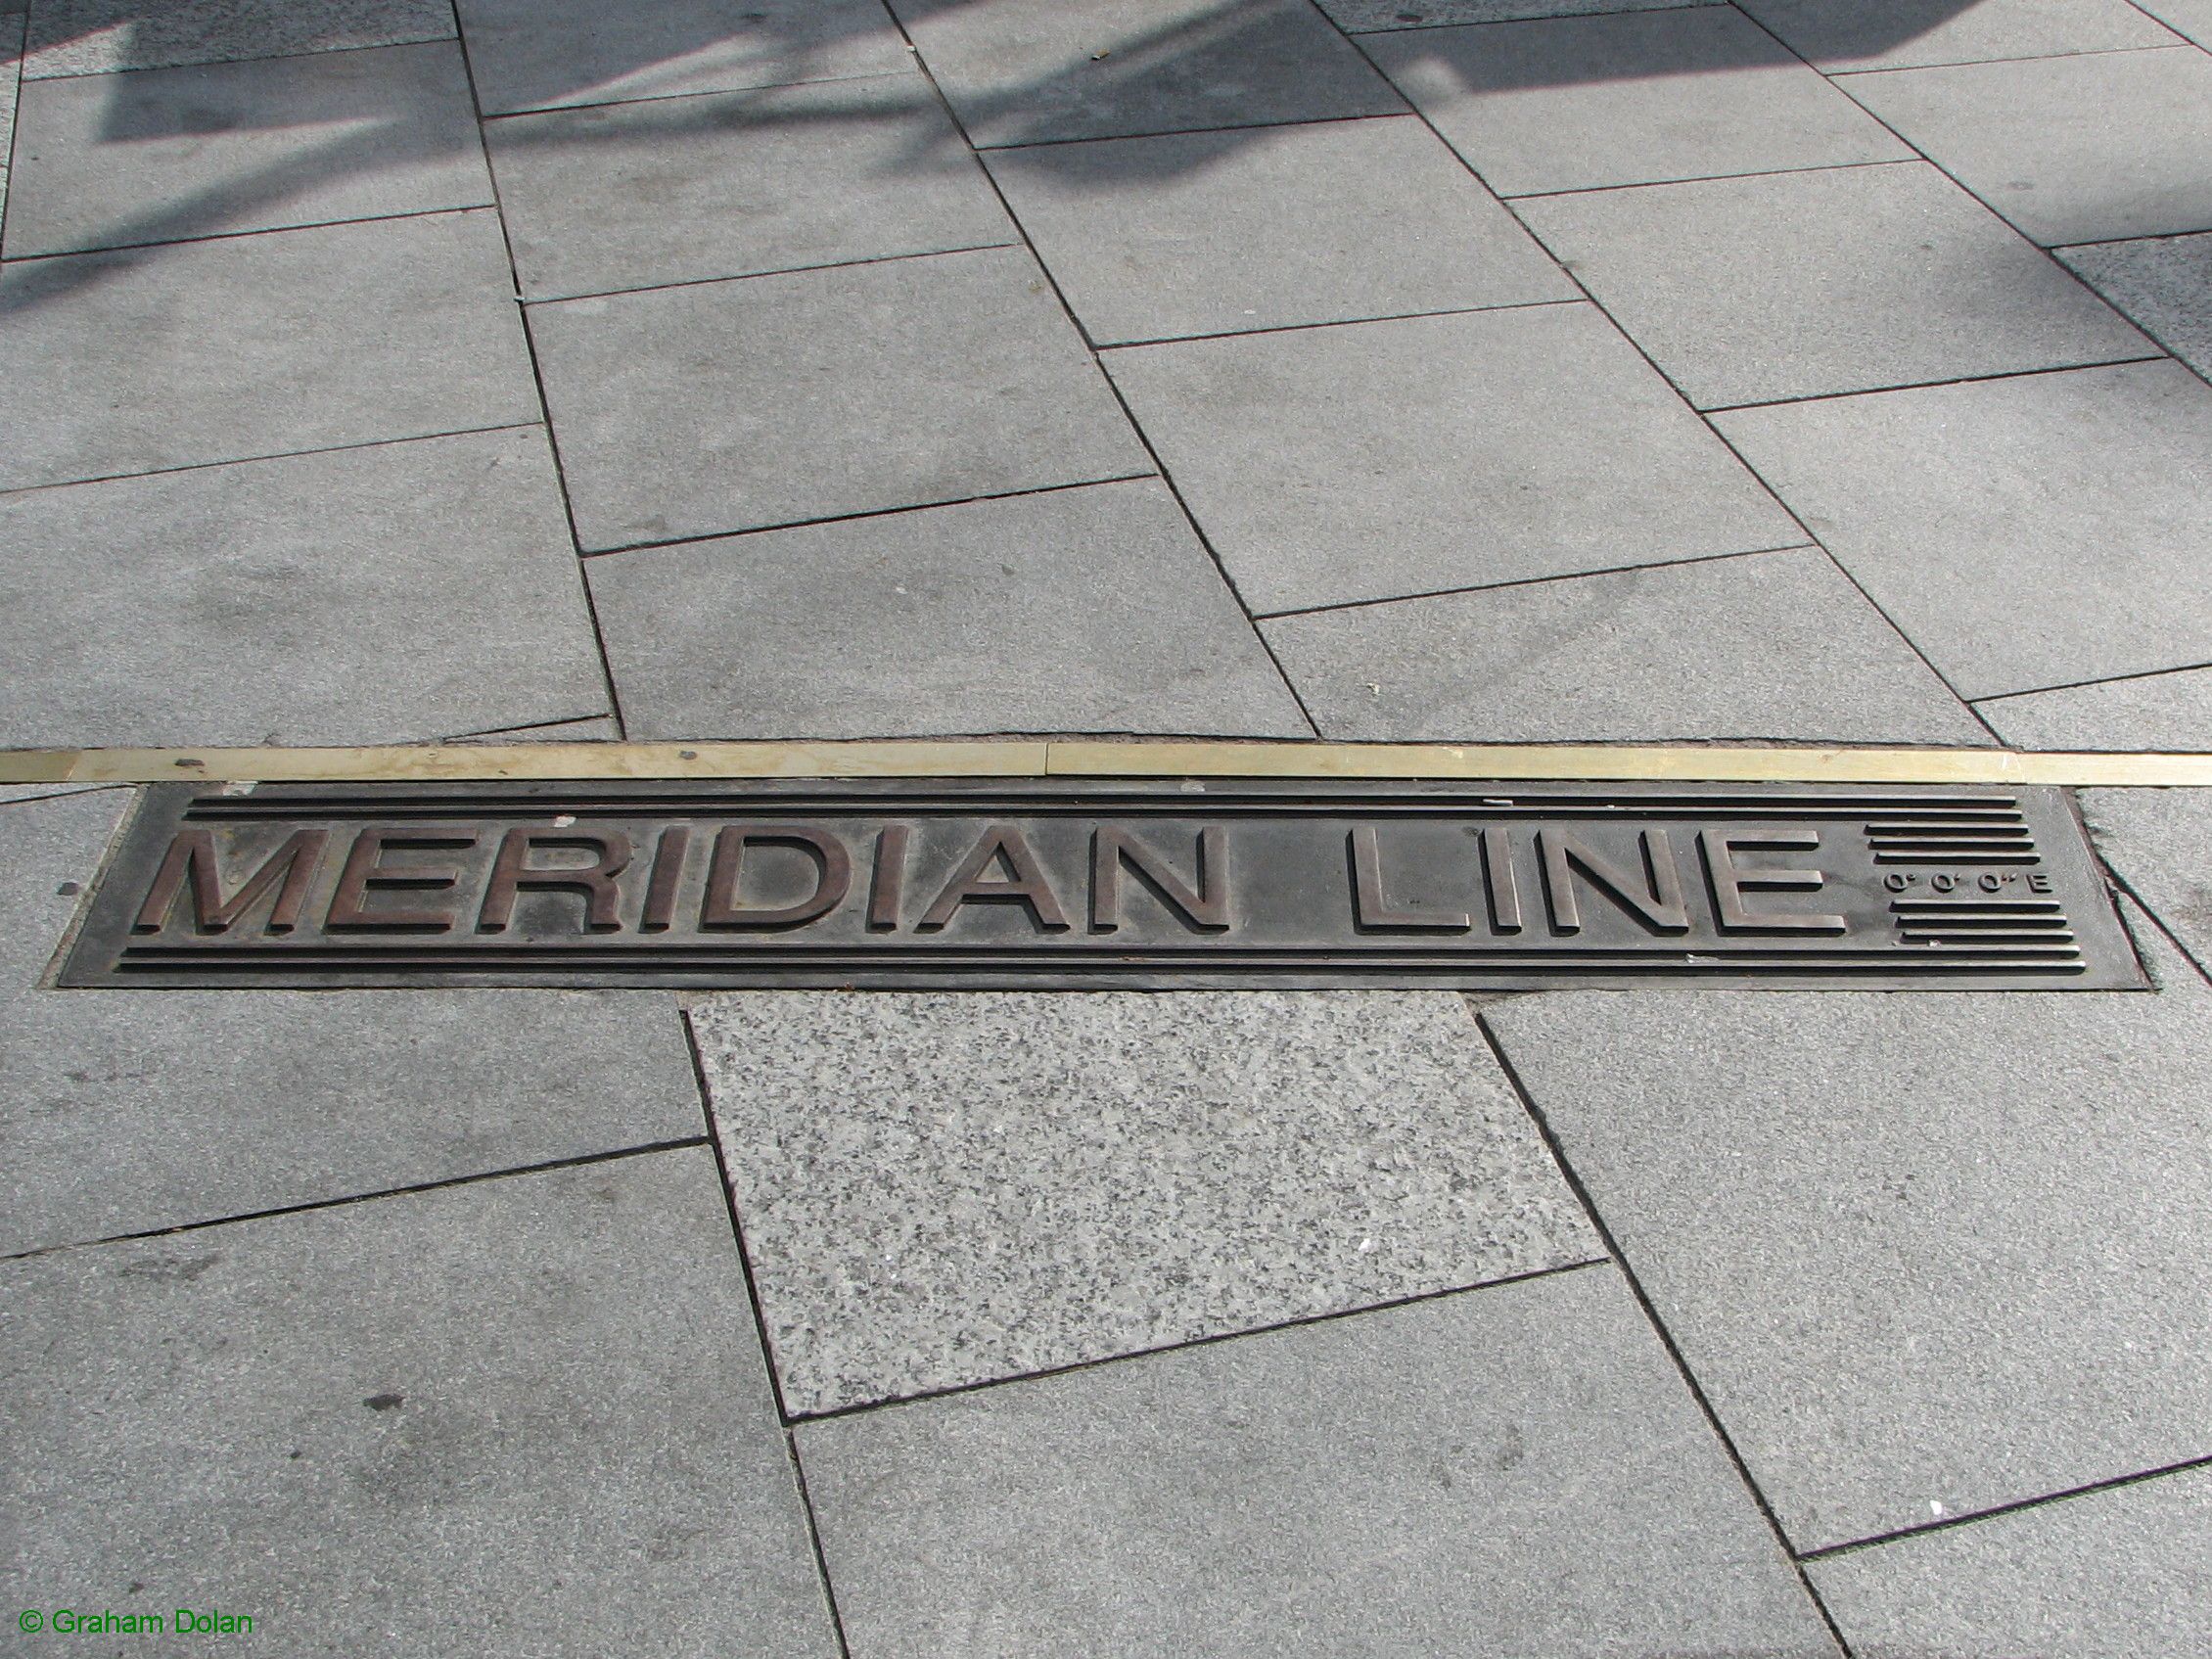 MERIDIAN LINE
0° 0' 0" E
© Graham Dolan